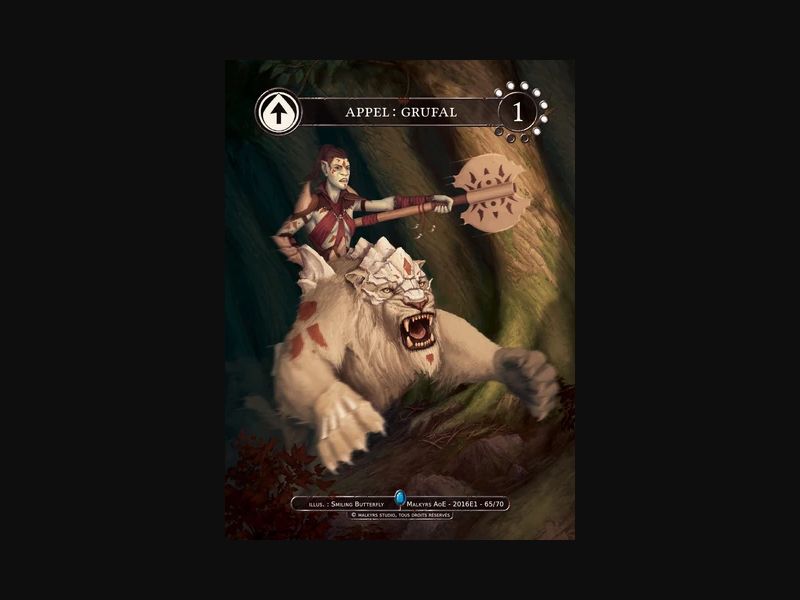 APPEL : GRUFAL
1
ILLUS. : SMILING BUTTERFLY MALKYRS AOE - 2016E1 - 65/70
© MALKYRS STUDIO, TOUS DROITS RÉSERVÉS